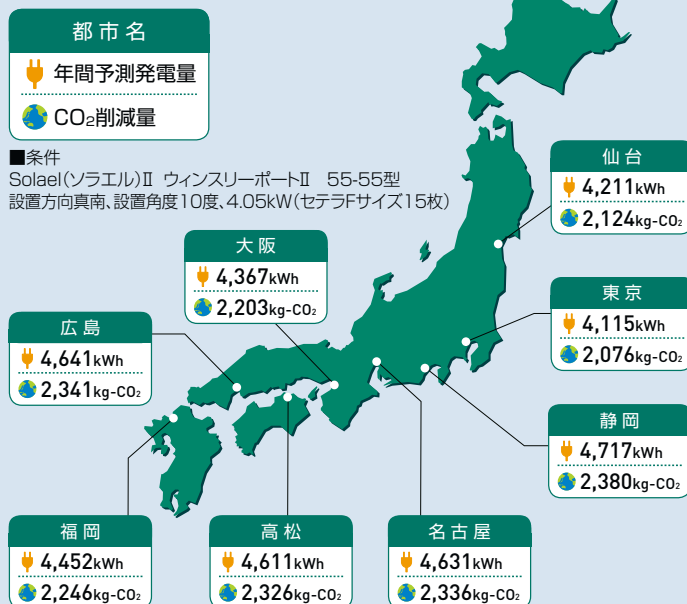 都市名
年間予測発電量
CO₂削減量
■条件
Solael(ソラエル)Ⅱ ウィンスリーポートⅡ 55-55型
設置方向真南、設置角度10度、4.05kW(セテラFサイズ15枚)
仙台
4,211kWh
2,124kg-CO₂
大阪
4,367kWh
2,203kg-CO₂
東京
4,115kWh
2,076kg-CO₂
広島
4,641kWh
2,341kg-CO₂
静岡
4,717kWh
2,380kg-CO₂
福岡
4,452kWh
2,246kg-CO₂
高松
4,611kWh
2,326kg-CO₂
名古屋
4,631kWh
2,336kg-CO₂